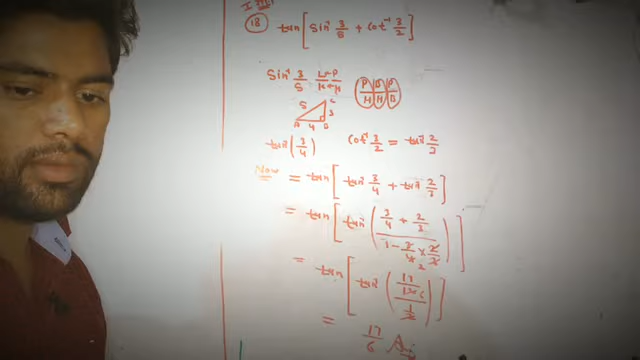 18 tan[sin⁻¹ 3/5 + cot⁻¹ 3/2]
sin⁻¹ 3/5
P B P
H H B
5 3 4
tan⁻¹(3/4) cot⁻¹ 3/2 = tan⁻¹ 2/3
Now = tan[tan⁻¹ 3/4 + tan⁻¹ 2/3]
= tan[tan⁻¹((3/4 + 2/3)/(1 - 3/4 × 2/3))]
= tan[tan⁻¹((17/12)/(1/2))]
= 17/6